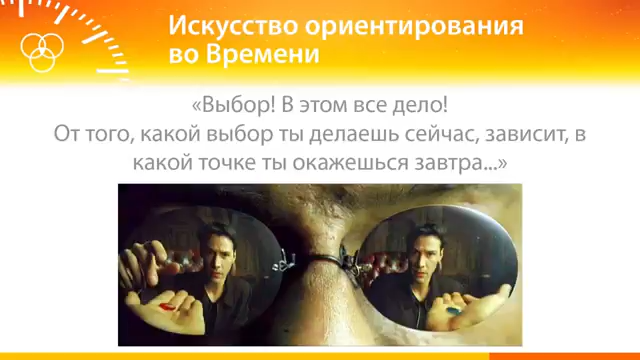 Искусство ориентирования
во Времени
«Выбор! В этом все дело!
От того, какой выбор ты делаешь сейчас, зависит, в
какой точке ты окажешься завтра...»